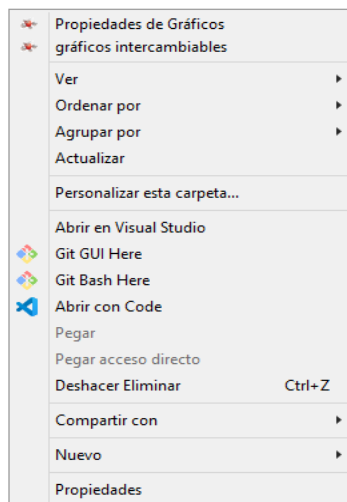 Propiedades de Gráficos
gráficos intercambiables
Ver
Ordenar por
Agrupar por
Actualizar
Personalizar esta carpeta...
Abrir en Visual Studio
Git GUI Here
Git Bash Here
Abrir con Code
Pegar
Pegar acceso directo
Deshacer Eliminar Ctrl+Z
Compartir con
Nuevo
Propiedades